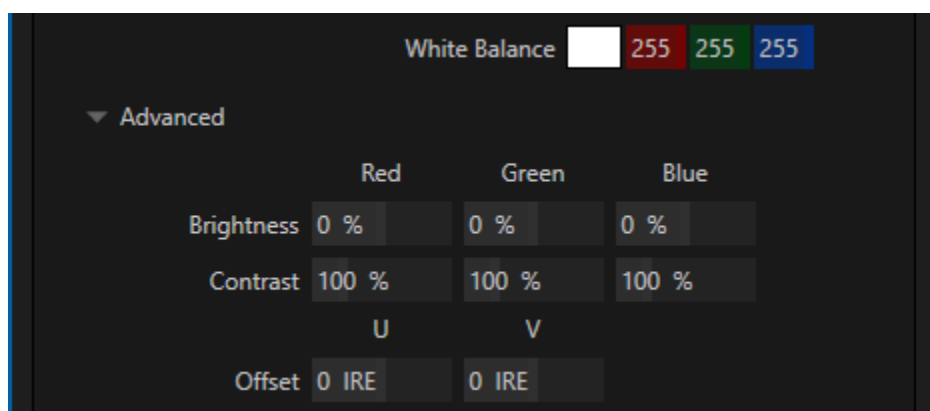 White Balance 255 255 255
Advanced
Red Green Blue
Brightness 0 % 0 % 0 %
Contrast 100 % 100 % 100 %
U V
Offset 0 IRE 0 IRE